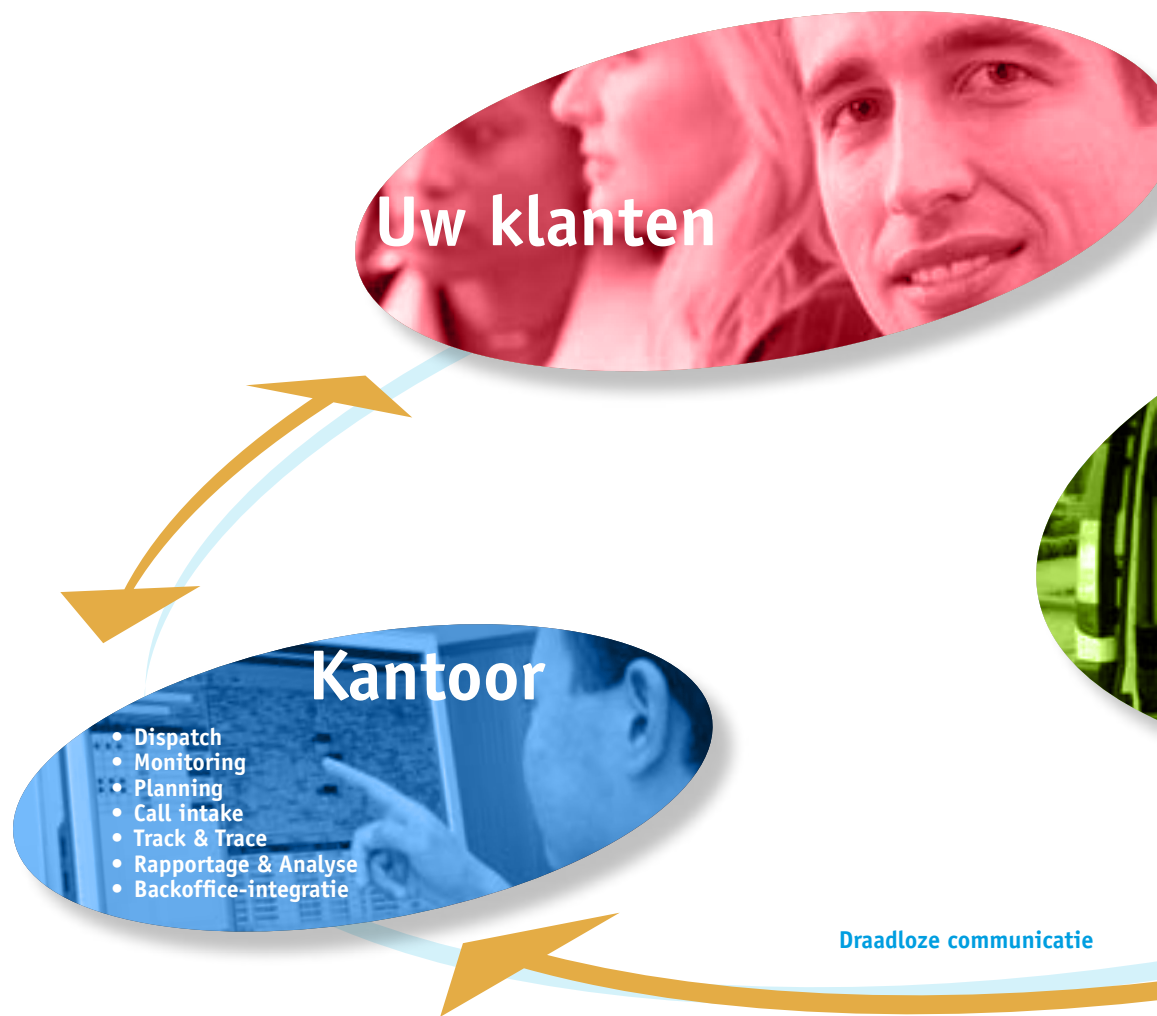 Uw klanten
Kantoor
• Dispatch
• Monitoring
• Planning
• Call intake
• Track & Trace
• Rapportage & Analyse
• Backoffice-integratie
Draadloze communicatie